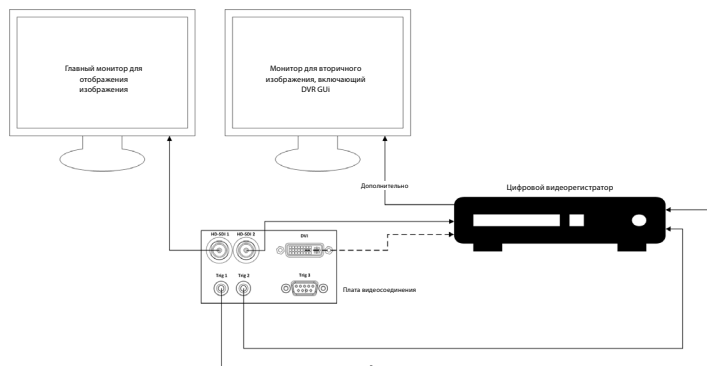 Главный монитор для
отображения
изображения
Монитор для вторичного
изображения, включающий
DVR GUi
Дополнительно
Цифровой видеорегистратор
HD-SDI 1
HD-SDI 2
DVI
Trig 1
Trig 2
Trig 3
Плата видеосоединения